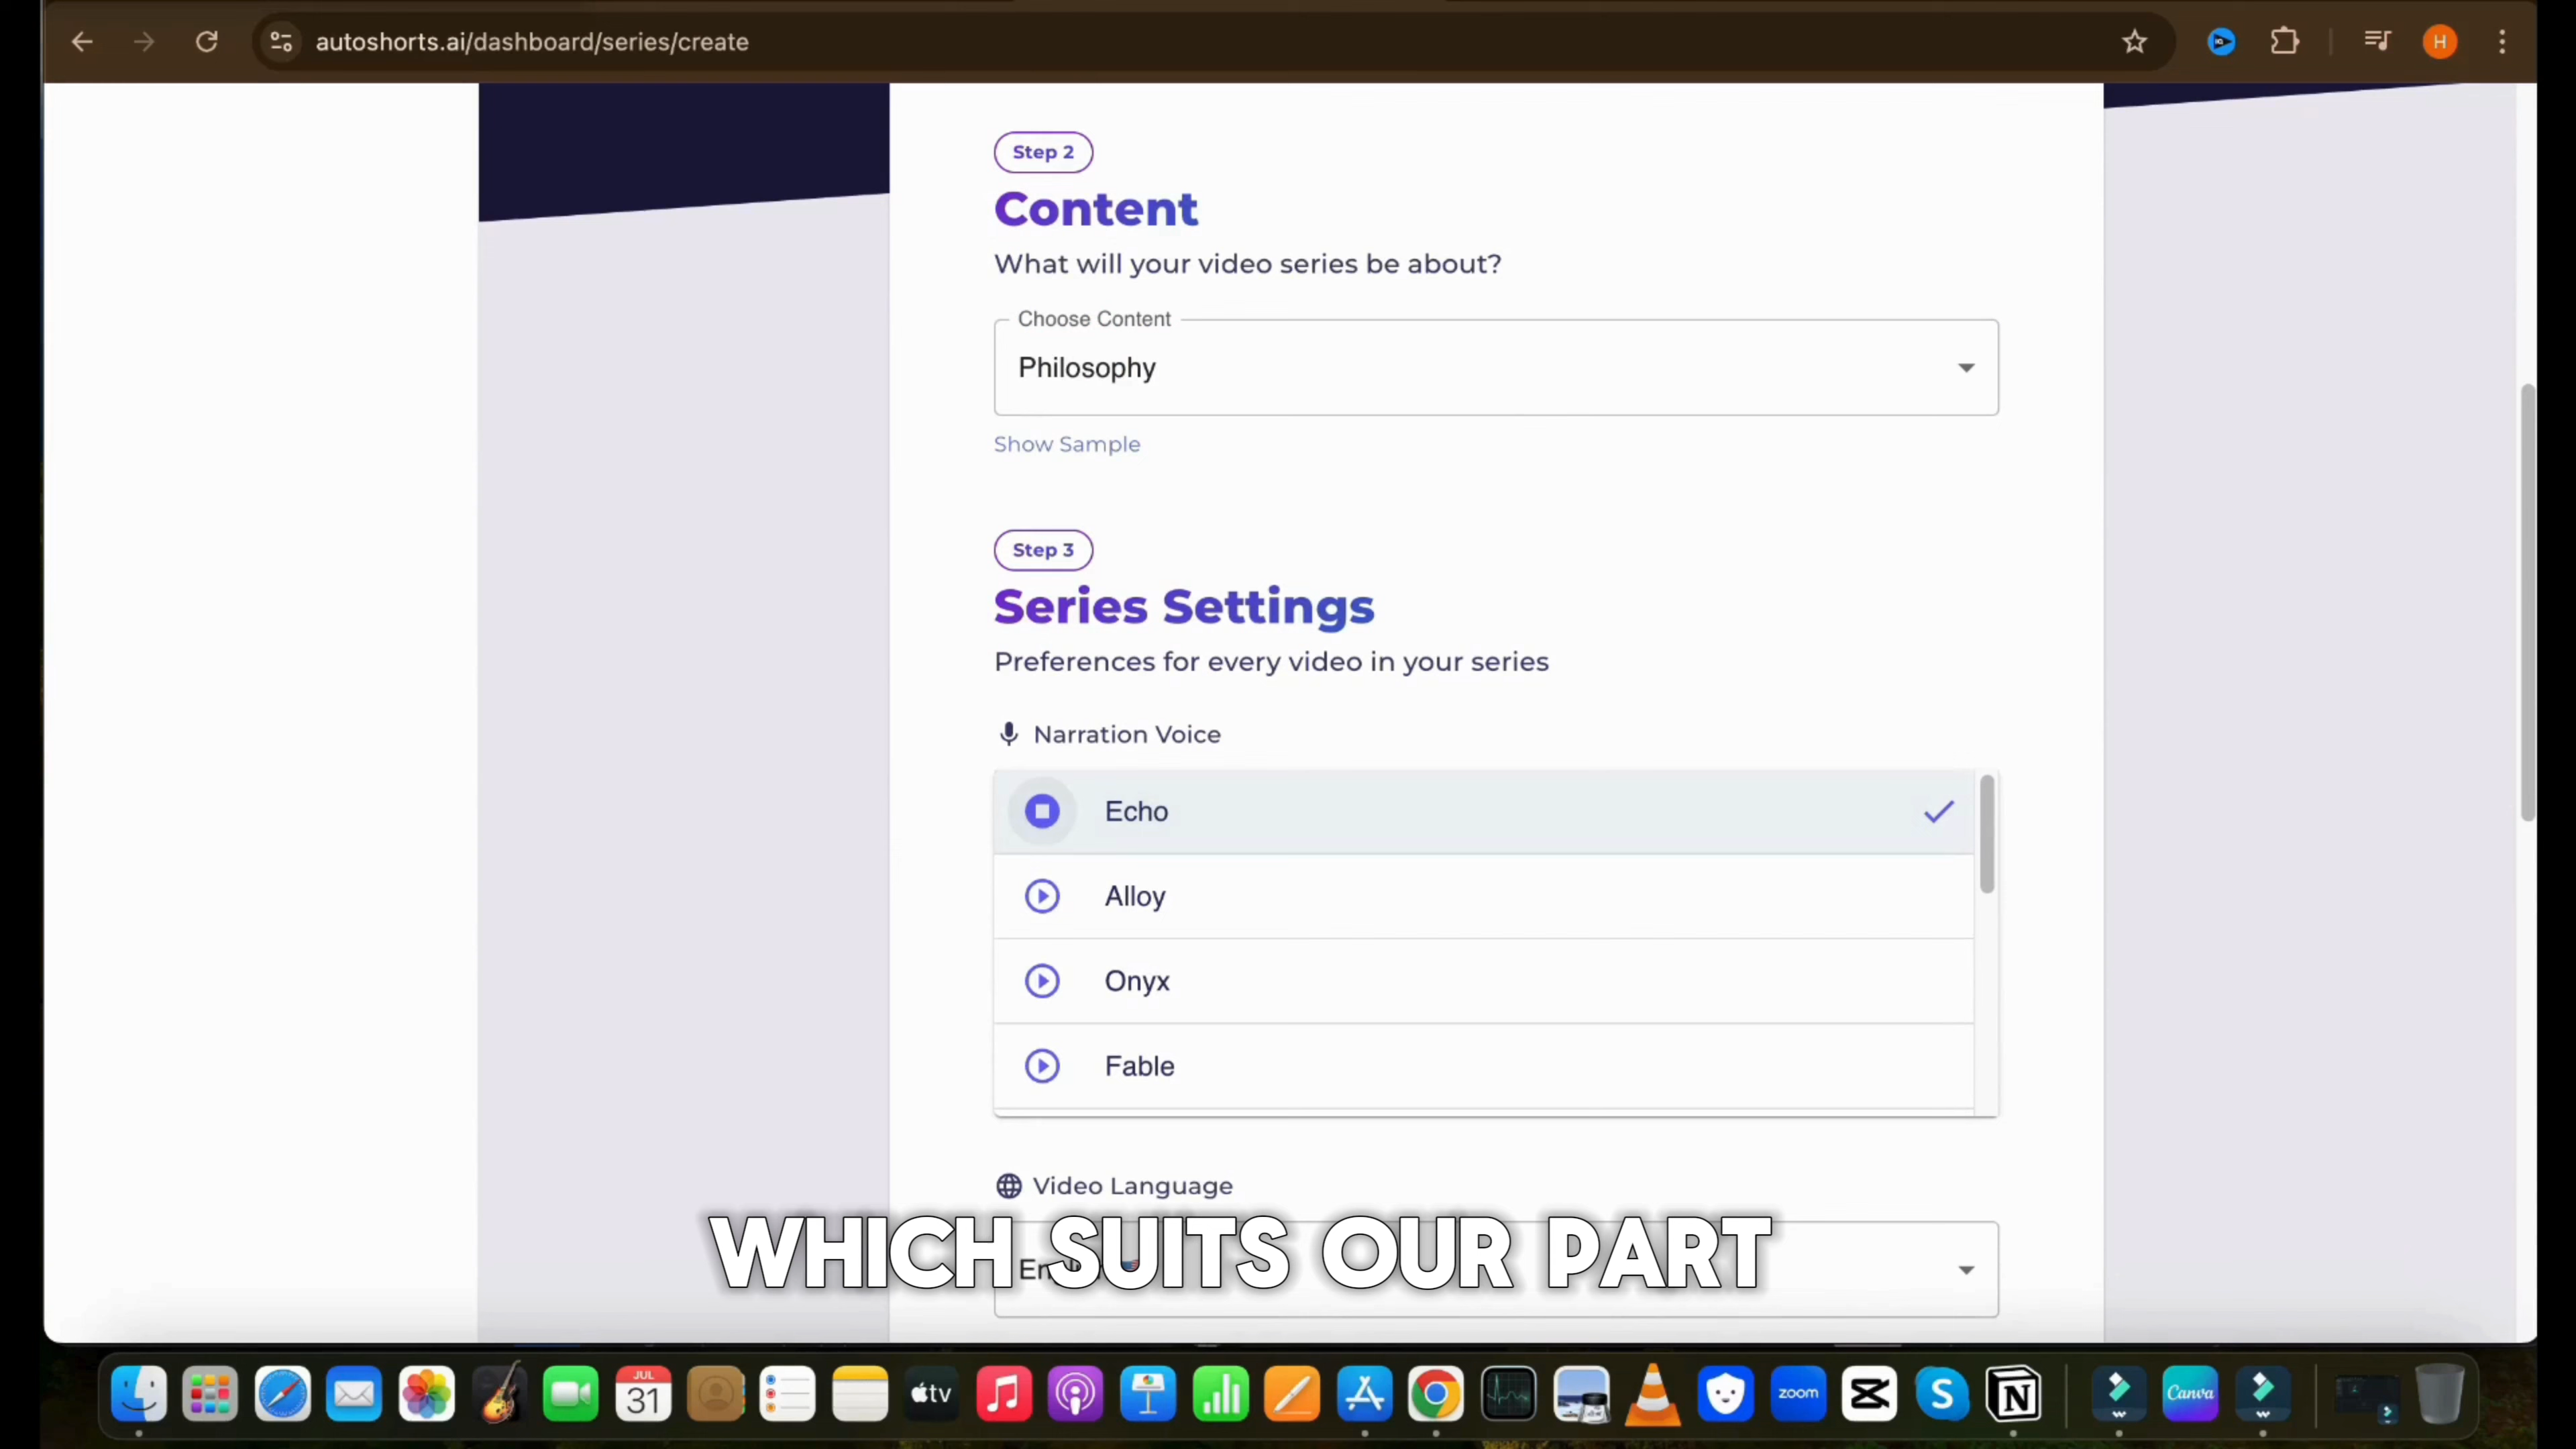 autoshorts.ai/dashboard/series/create
H
Step 2
Content
What will your video series be about?
Choose Content
Philosophy
Show Sample
Step 3
Series Settings
Preferences for every video in your series
Narration Voice
Echo
Alloy
Onyx
Fable
Video Language
WHICH SUITS OUR PART
JUL
31
tv
zoom
S
N
Canva